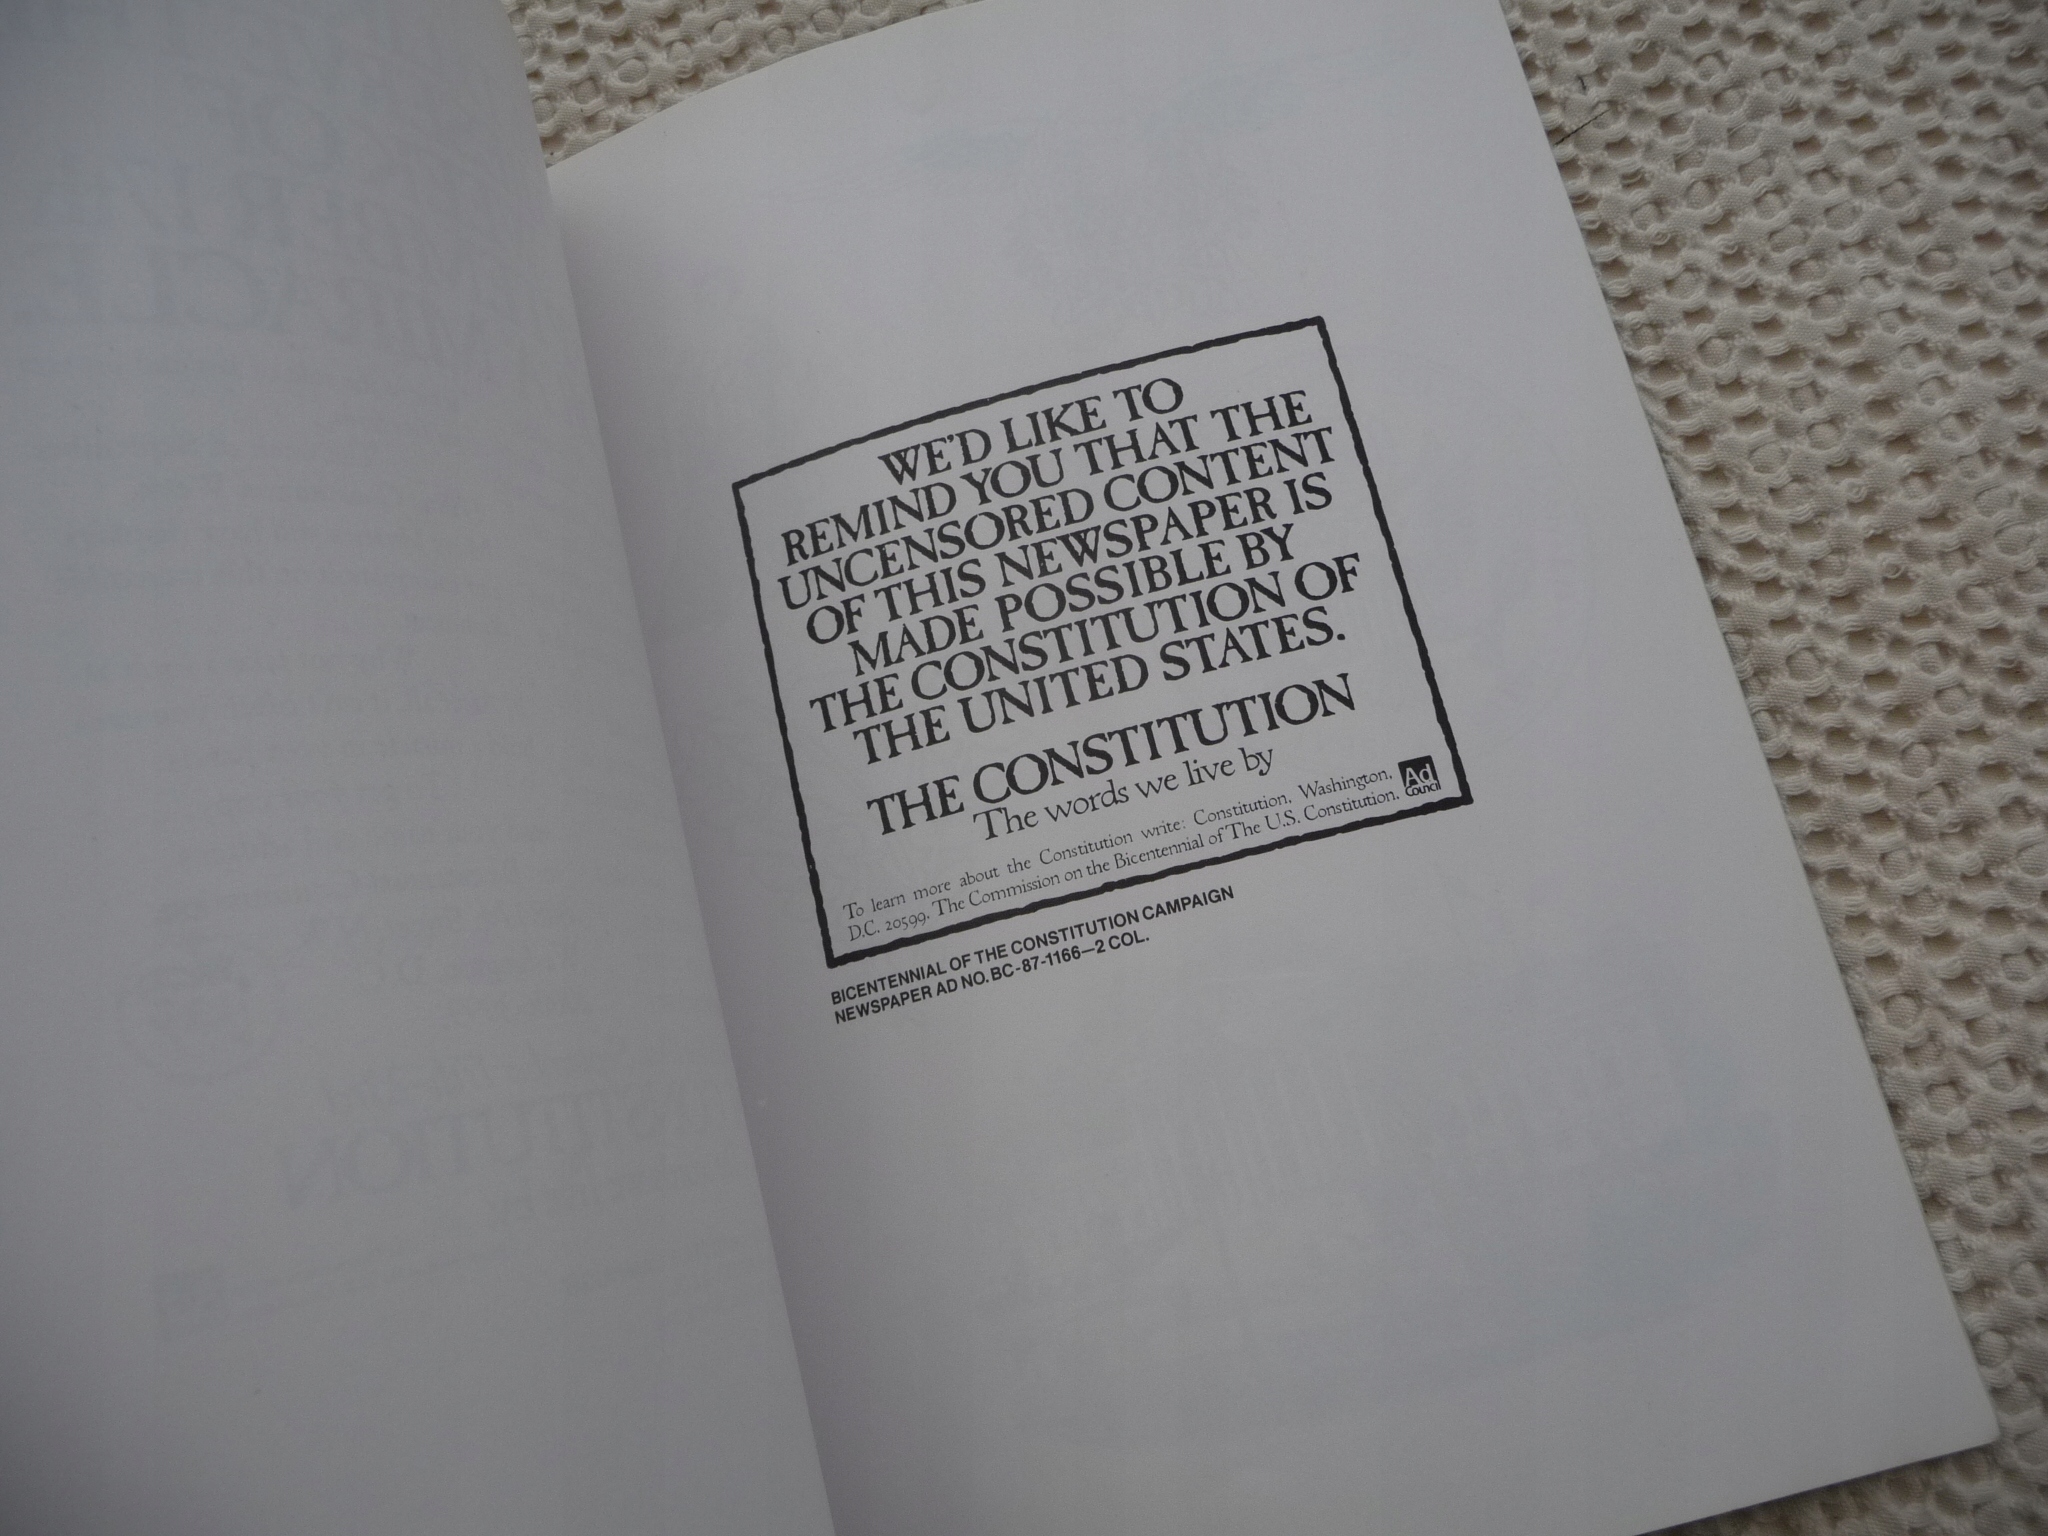 WE'D LIKE TO
REMIND YOU THAT THE
UNCENSORED CONTENT
OF THIS NEWSPAPER IS
MADE POSSIBLE BY
THE CONSTITUTION OF
THE UNITED STATES.
THE CONSTITUTION
The words we live by
To learn more about the Constitution write: Constitution, Washington,
D.C. 20599. The Commission on the Bicentennial of The U.S. Constitution.
Ad
Council
BICENTENNIAL OF THE CONSTITUTION CAMPAIGN
NEWSPAPER AD NO. BC-87-1166—2 COL.